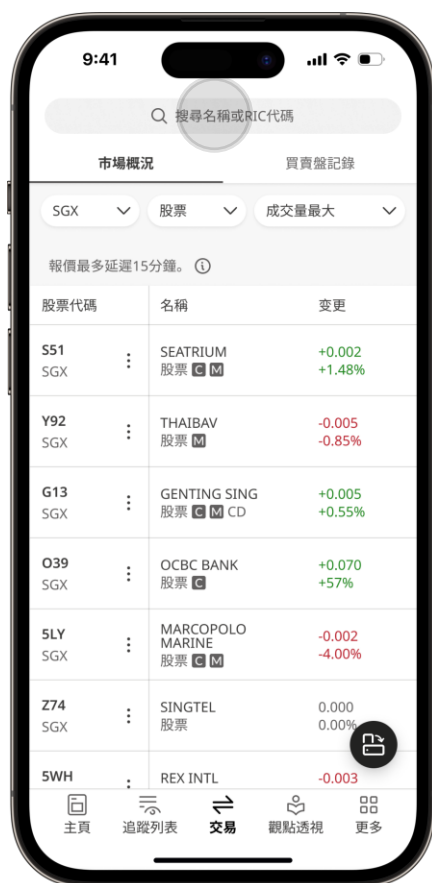 9:41
搜尋名稱或RIC代碼
市場概況 買賣盤記錄
SGX 股票 成交量最大
報價最多延遲15分鐘。
股票代碼 名稱 变更
S51 SEATRIUM +0.002
SGX 股票 C M +1.48%
Y92 THAIBAV -0.005
SGX 股票 M -0.85%
G13 GENTING SING +0.005
SGX 股票 C M CD +0.55%
O39 OCBC BANK +0.070
SGX 股票 C +57%
5LY MARCOPOLO
MARINE -0.002
SGX 股票 C M -4.00%
Z74 SINGTEL 0.000
SGX 股票 0.00%
5WH REX INTL -0.003
主頁 追蹤列表 交易 觀點透視 更多